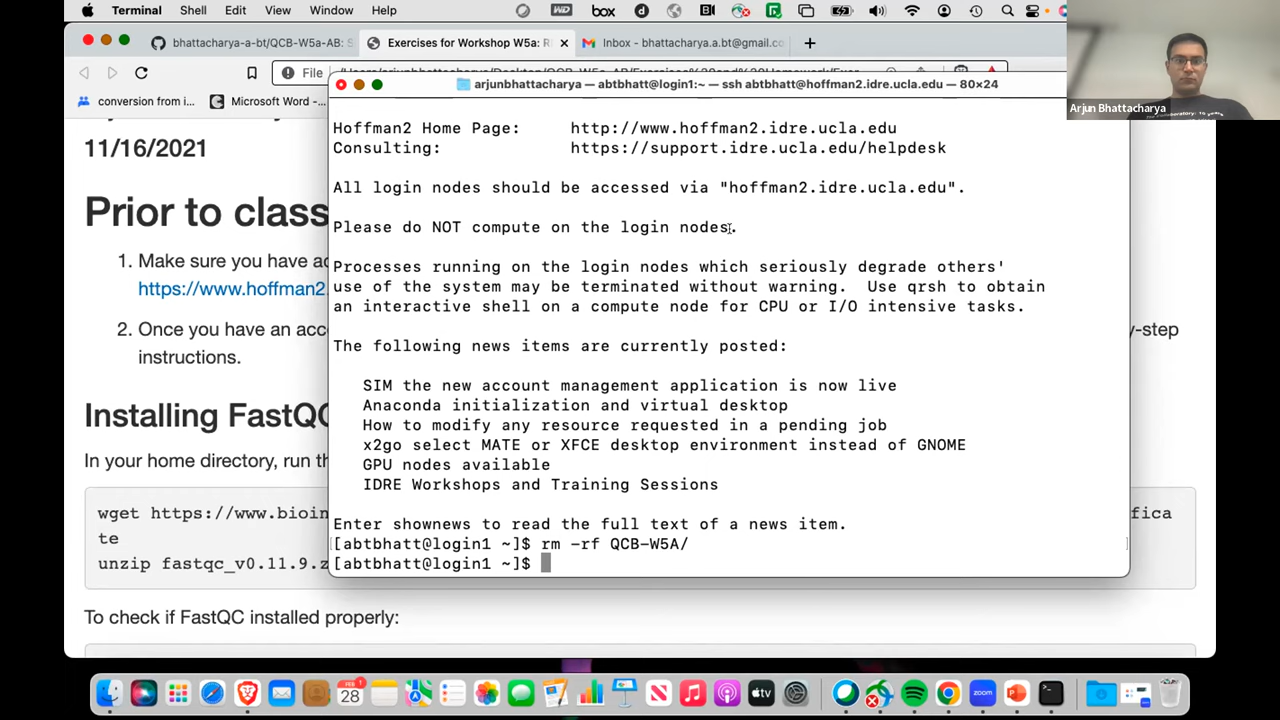 Terminal Shell Edit View Window Help
WD box
bhattacharya-a-bt/QCB-W5a-AB: S
Exercises for Workshop W5a: RI
Inbox - bhattacharya.a.bt@gmail.co
File
conversion from i...
Microsoft Word -...
arjunbhattacharya — abtbhatt@login1:~ — ssh abtbhatt@hoffman2.idre.ucla.edu — 80×24
Arjun Bhattacharya
Hoffman2 Home Page: http://www.hoffman2.idre.ucla.edu
Consulting: https://support.idre.ucla.edu/helpdesk
All login nodes should be accessed via "hoffman2.idre.ucla.edu".
Please do NOT compute on the login nodes.
Processes running on the login nodes which seriously degrade others'
use of the system may be terminated without warning. Use qrsh to obtain
an interactive shell on a compute node for CPU or I/O intensive tasks.
The following news items are currently posted:
SIM the new account management application is now live
Anaconda initialization and virtual desktop
How to modify any resource requested in a pending job
x2go select MATE or XFCE desktop environment instead of GNOME
GPU nodes available
IDRE Workshops and Training Sessions
Enter shownews to read the full text of a news item.
[abtbhatt@login1 ~]$ rm -rf QCB-W5A/
[abtbhatt@login1 ~]$
11/16/2021
Prior to class
1. Make sure you have ac
https://www.hoffman2.
2. Once you have an acc
y-step
instructions.
Installing FastQC
In your home directory, run th
wget https://www.bioin
fica
te
unzip fastqc_v0.11.9.z
To check if FastQC installed properly:
28
zoom
tv